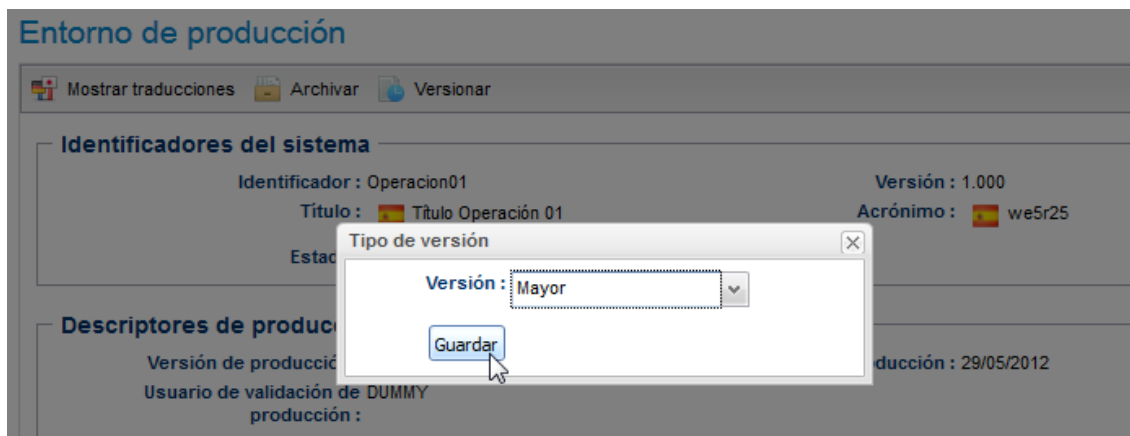 Entorno de producción
Mostrar traducciones Archivar Versionar
Identificadores del sistema
Identificador : Operacion01 Versión : 1.000
Título : Título Operación 01 Acrónimo : we5r25
Tipo de versión
Estad
Versión : Mayor
Descriptores de produc
Guardar
Versión de producció ducción : 29/05/2012
Usuario de validación de DUMMY
producción :